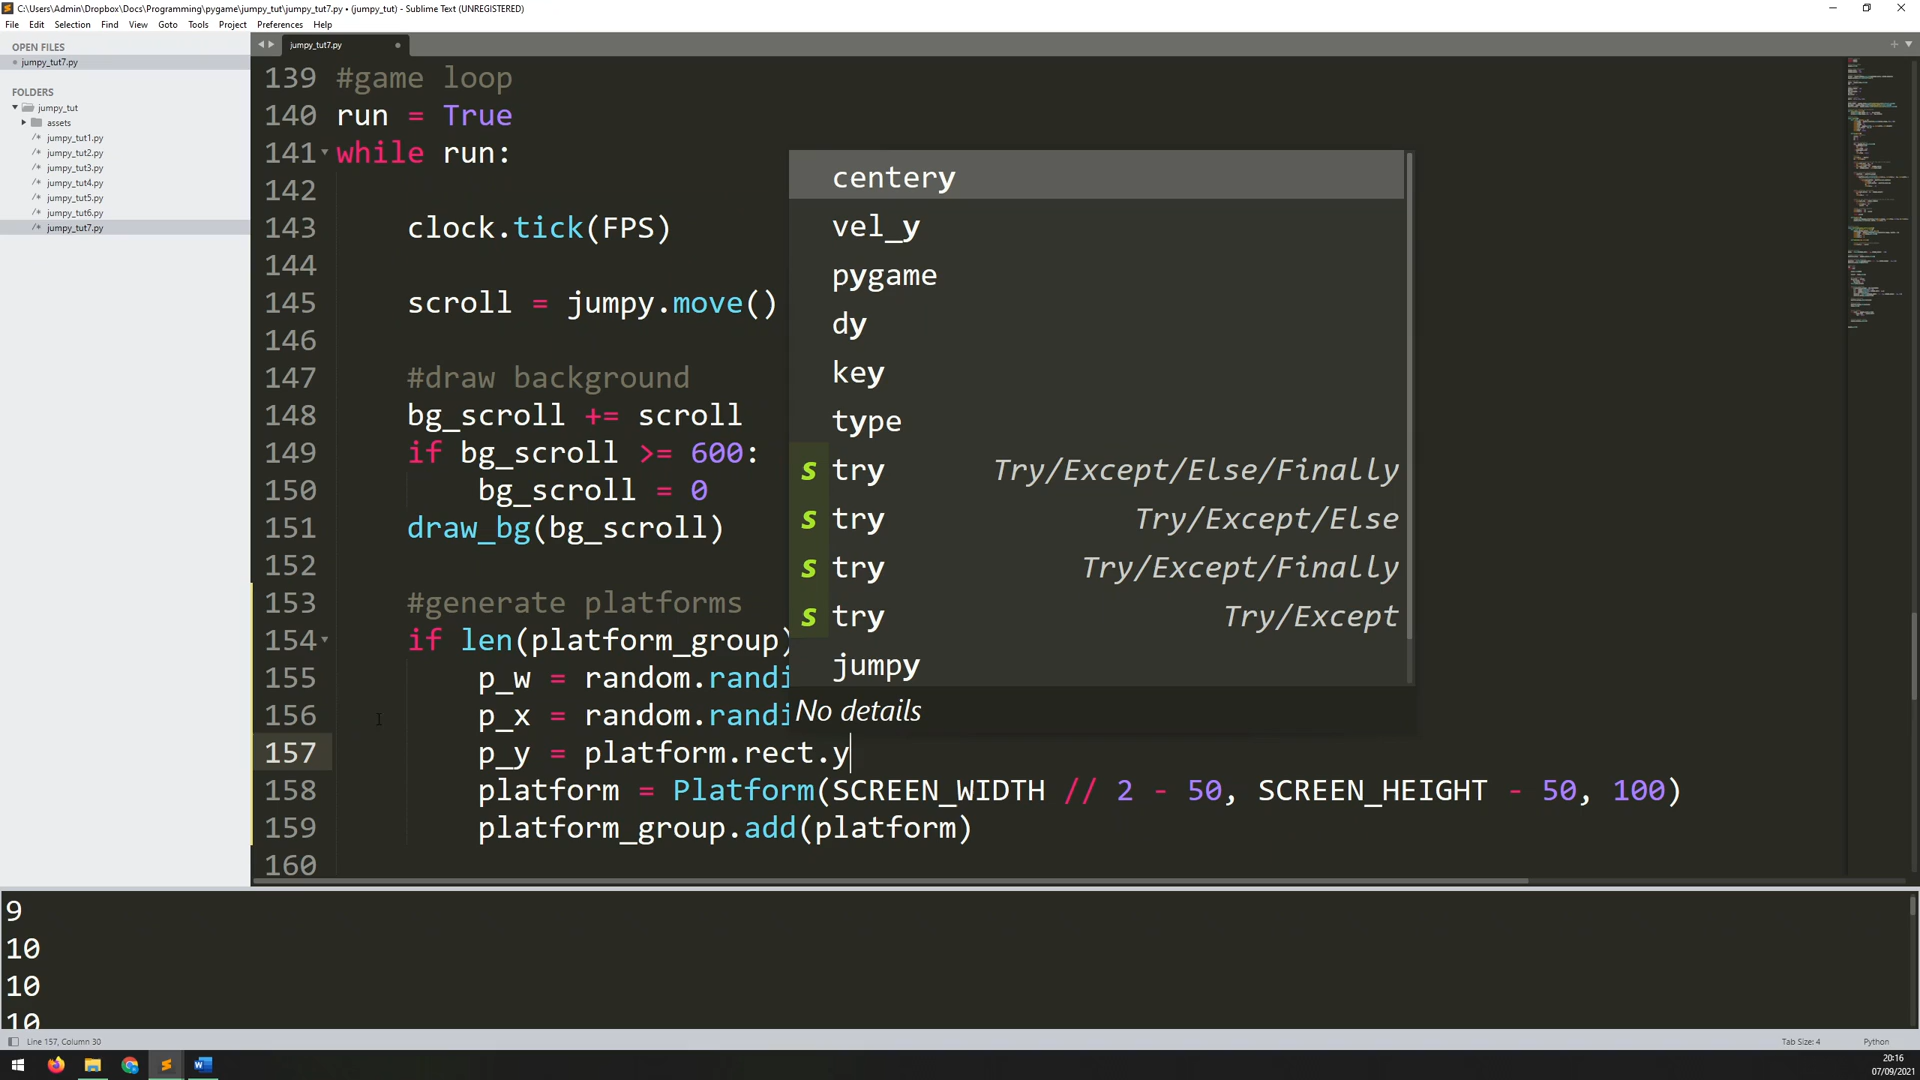 C:\Users\Admin\Dropbox\Docs\Programming\pygame\jumpy_tut\jumpy_tut7.py • (jumpy_tut) - Sublime Text (UNREGISTERED)
File Edit Selection Find View Goto Tools Project Preferences Help
OPEN FILES
jumpy_tut7.py
FOLDERS
jumpy_tut
assets
/* jumpy_tut1.py
/* jumpy_tut2.py
/* jumpy_tut3.py
/* jumpy_tut4.py
/* jumpy_tut5.py
/* jumpy_tut6.py
/* jumpy_tut7.py
jumpy_tut7.py
139 #game loop
140 run = True
141 while run:
142
143 clock.tick(FPS)
144
145 scroll = jumpy.move()
146
147 #draw background
148 bg_scroll += scroll
149 if bg_scroll >= 600:
150 bg_scroll = 0
151 draw_bg(bg_scroll)
152
153 #generate platforms
154 if len(platform_group)
155 p_w = random.randi
156 p_x = random.randi
157 p_y = platform.rect.y
158 platform = Platform(SCREEN_WIDTH // 2 - 50, SCREEN_HEIGHT - 50, 100)
159 platform_group.add(platform)
160
centery
vel_y
pygame
dy
key
type
s try Try/Except/Else/Finally
s try Try/Except/Else
s try Try/Except/Finally
s try Try/Except
jumpy
No details
9
10
10
10
Line 157, Column 30
Tab Size: 4
Python
20:16
07/09/2021